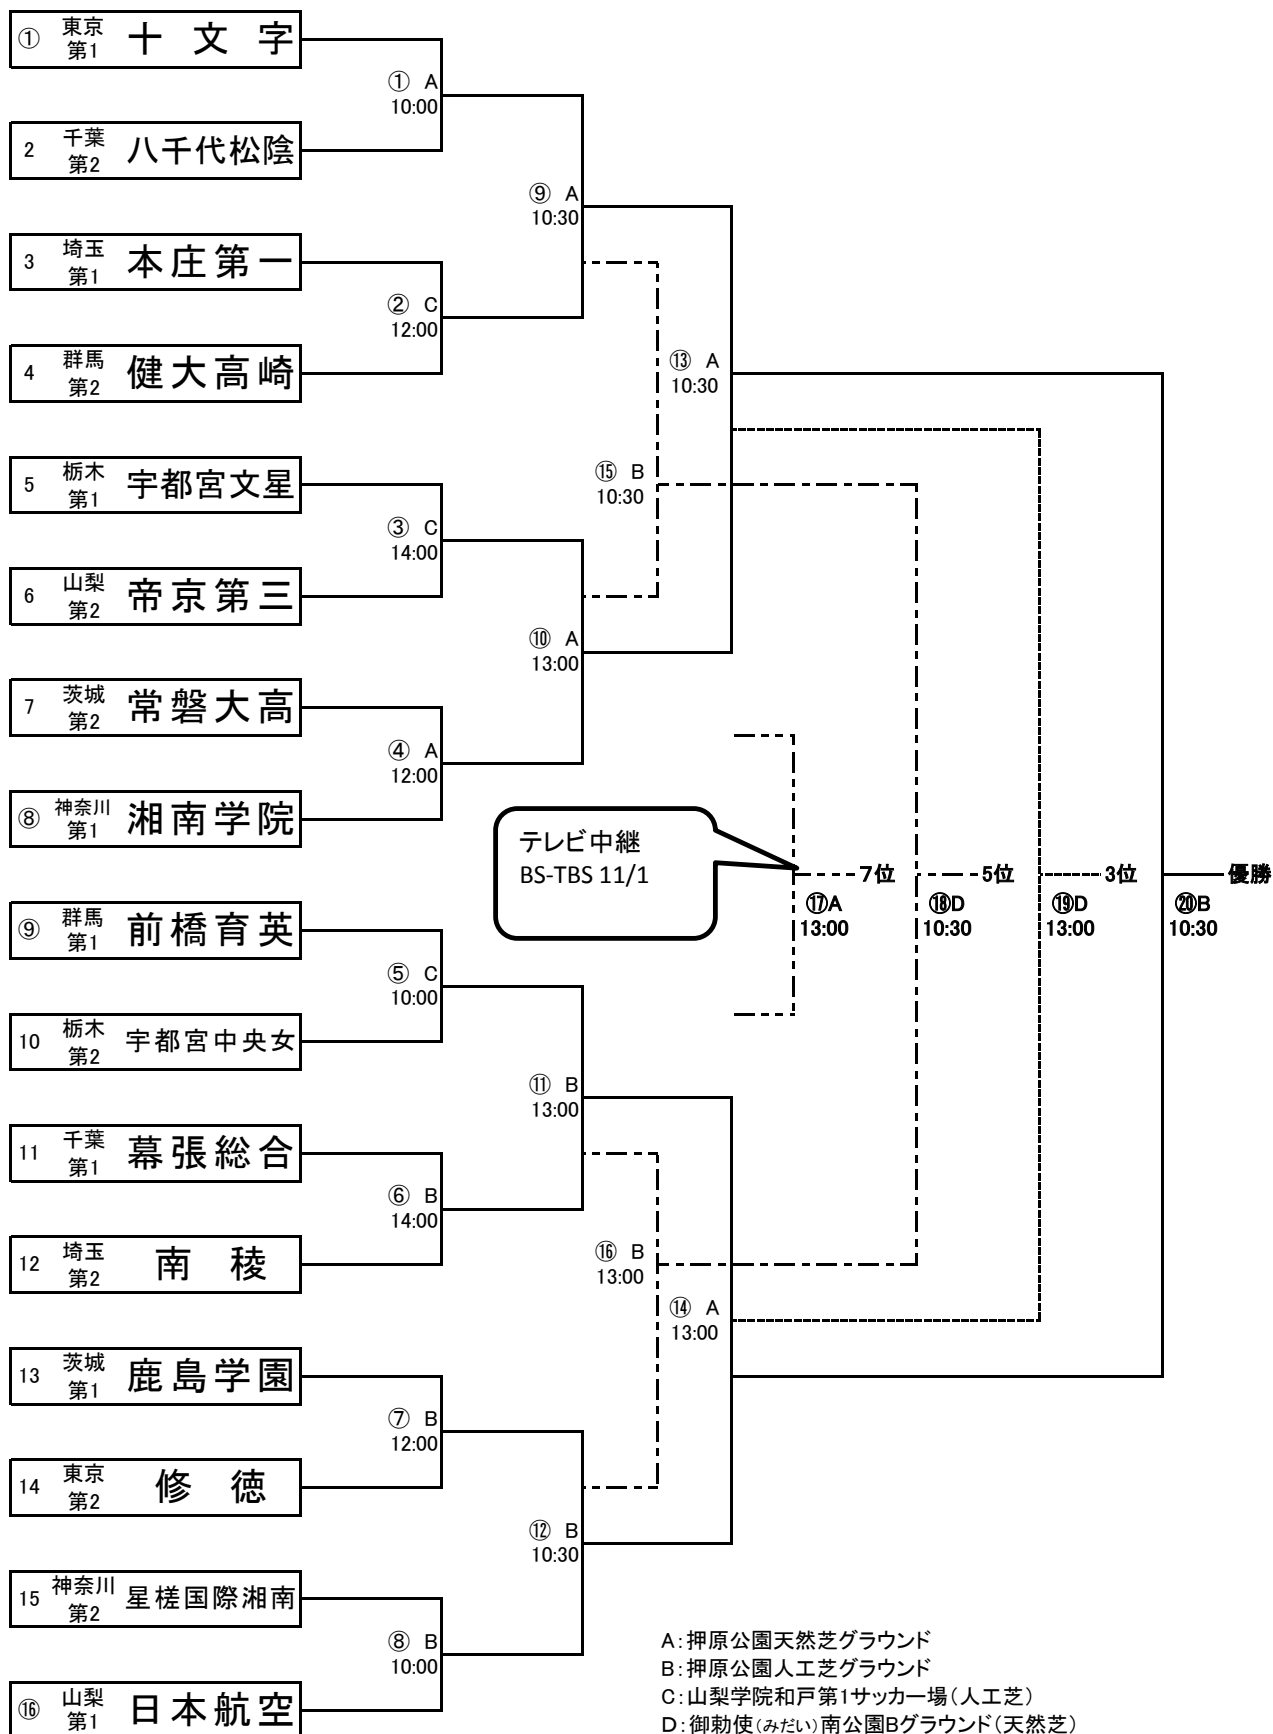 ① 東京第1 十文字
① A
10:00
2 千葉第2 八千代松陰
⑨ A
10:30
3 埼玉第1 本庄第一
② C
12:00
4 群馬第2 健大高崎
⑬ A
10:30
5 栃木第1 宇都宮文星
⑮ B
10:30
③ C
14:00
6 山梨第2 帝京第三
⑩ A
13:00
7 茨城第2 常磐大高
④ A
12:00
⑧ 神奈川第1 湘南学院
テレビ中継
BS-TBS 11/1
7位
⑰A
13:00
5位
⑱D
10:30
3位
⑲D
13:00
優勝
⑳B
10:30
⑨ 群馬第1 前橋育英
⑤ C
10:00
10 栃木第2 宇都宮中央女
⑪ B
13:00
11 千葉第1 幕張総合
⑥ B
14:00
12 埼玉第2 南稜
⑯ B
13:00
⑭ A
13:00
13 茨城第1 鹿島学園
⑦ B
12:00
14 東京第2 修徳
⑫ B
10:30
15 神奈川第2 星槎国際湘南
⑧ B
10:00
⑯ 山梨第1 日本航空
A:押原公園天然芝グラウンド
B:押原公園人工芝グラウンド
C:山梨学院和戸第1サッカー場(人工芝)
D:御勅使(みだい)南公園Bグラウンド(天然芝)